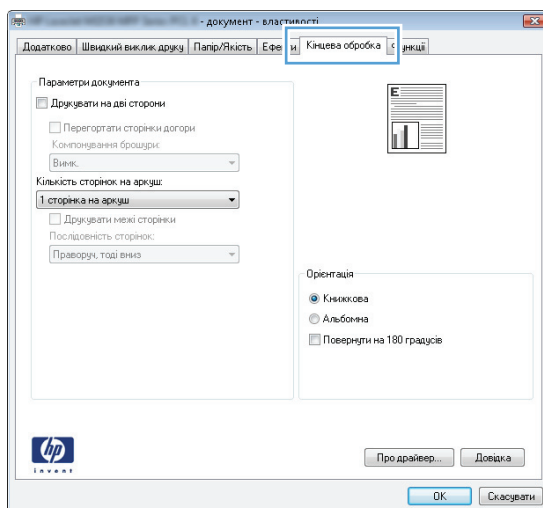 - документ - властивості
Додатково Швидкий виклик друку Папір/Якість Кінцева обробка
Параметри документа
Друкувати на дві сторони
Перегортати сторінки догори
Компонування брошури:
Вимк.
Кількість сторінок на аркуш:
1 сторінка на аркуш
Друкувати межі сторінки
Послідовність сторінок:
Праворуч, тоді вниз
E
Орієнтація
Книжкова
Альбомна
Повернути на 180 градусів
hp
invent
Про драйвер... Довідка
OK Скасувати